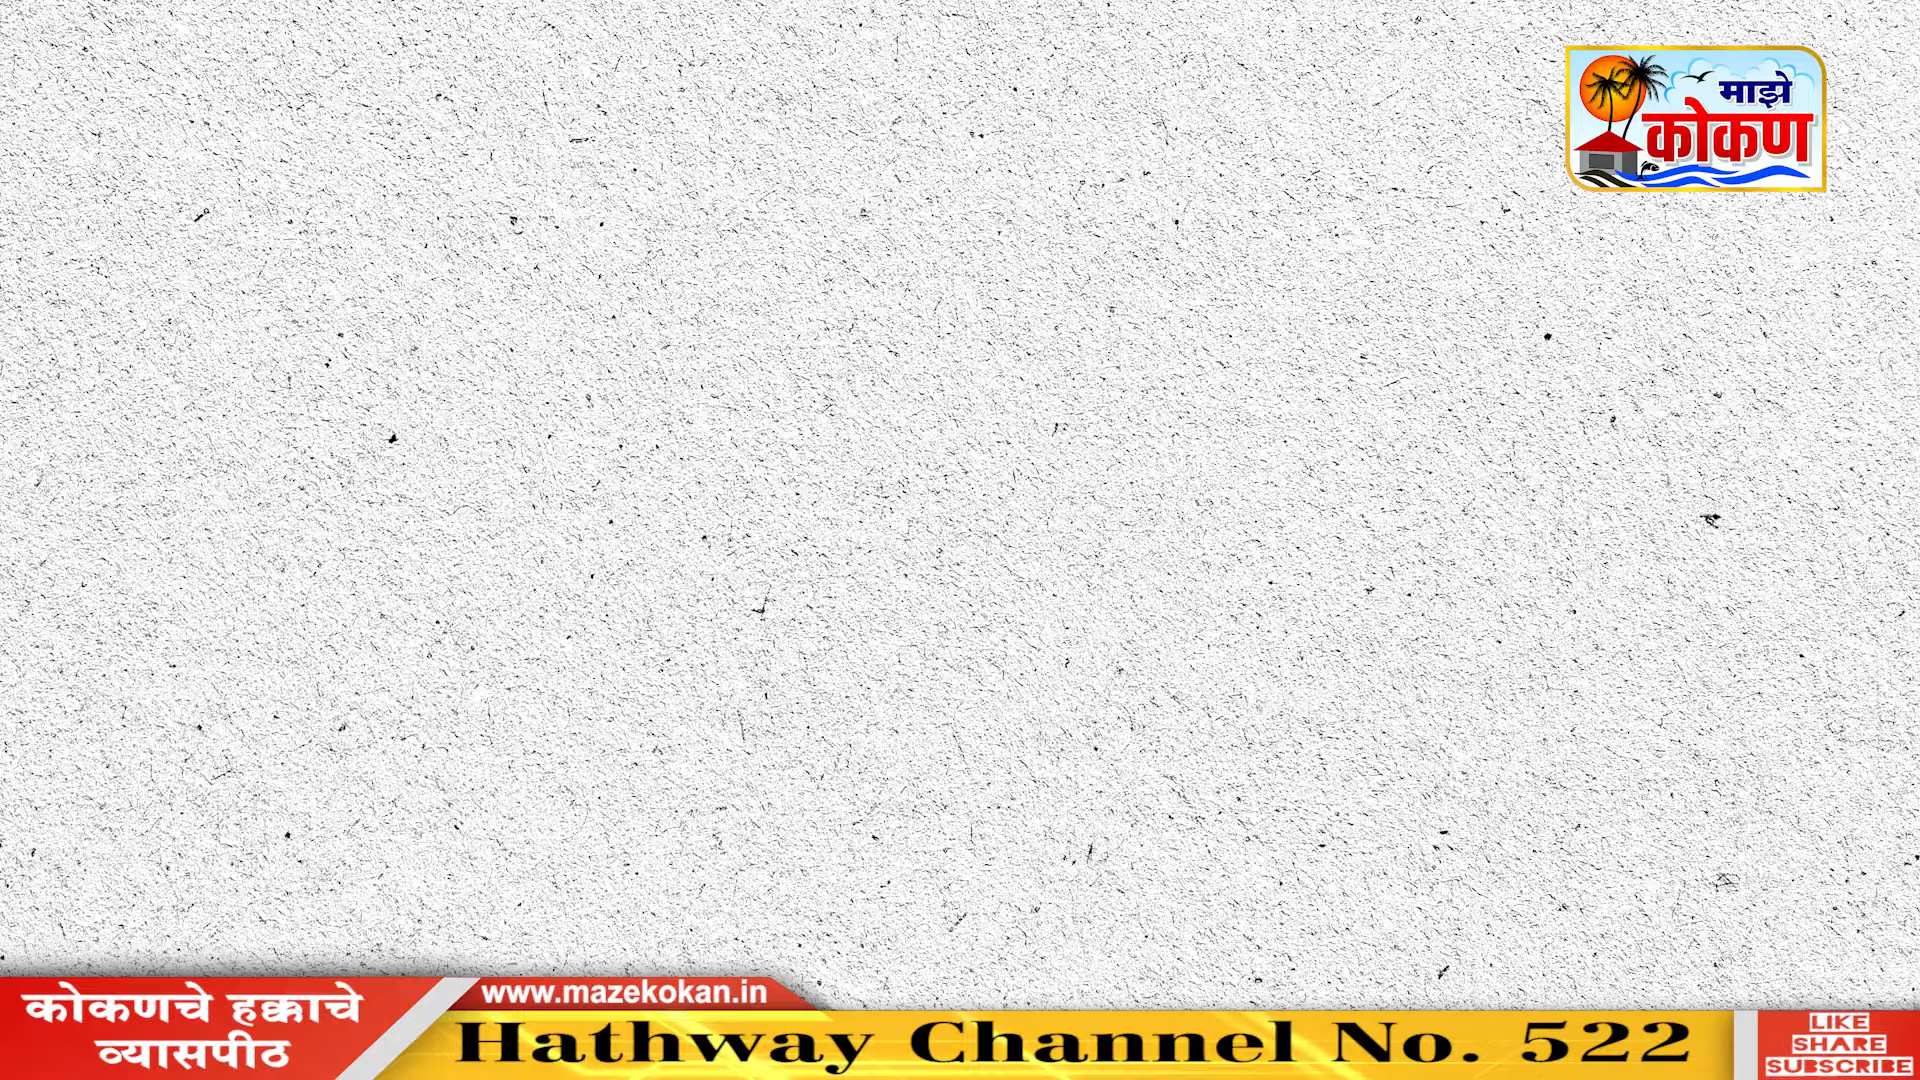 माझे
कोकण
कोकणचे हक्काचे
व्यासपीठ
www.mazekokan.in
Hathway Channel No. 522
LIKE
SHARE
SUBSCRIBE